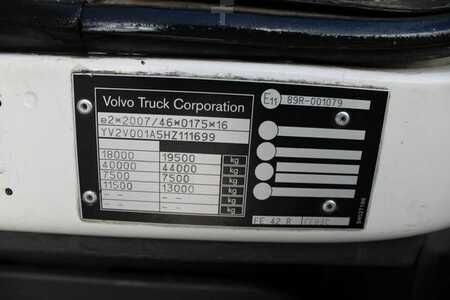 Volvo Truck Corporation
e2*2007/46*0175*16
YV2V001A5HZ111699
18000 19500 kg
40000 44000 kg
7500 7500 kg
11500 13000 kg
-- -- kg
-- -- kg
E11 89R-001079
FE 42 R